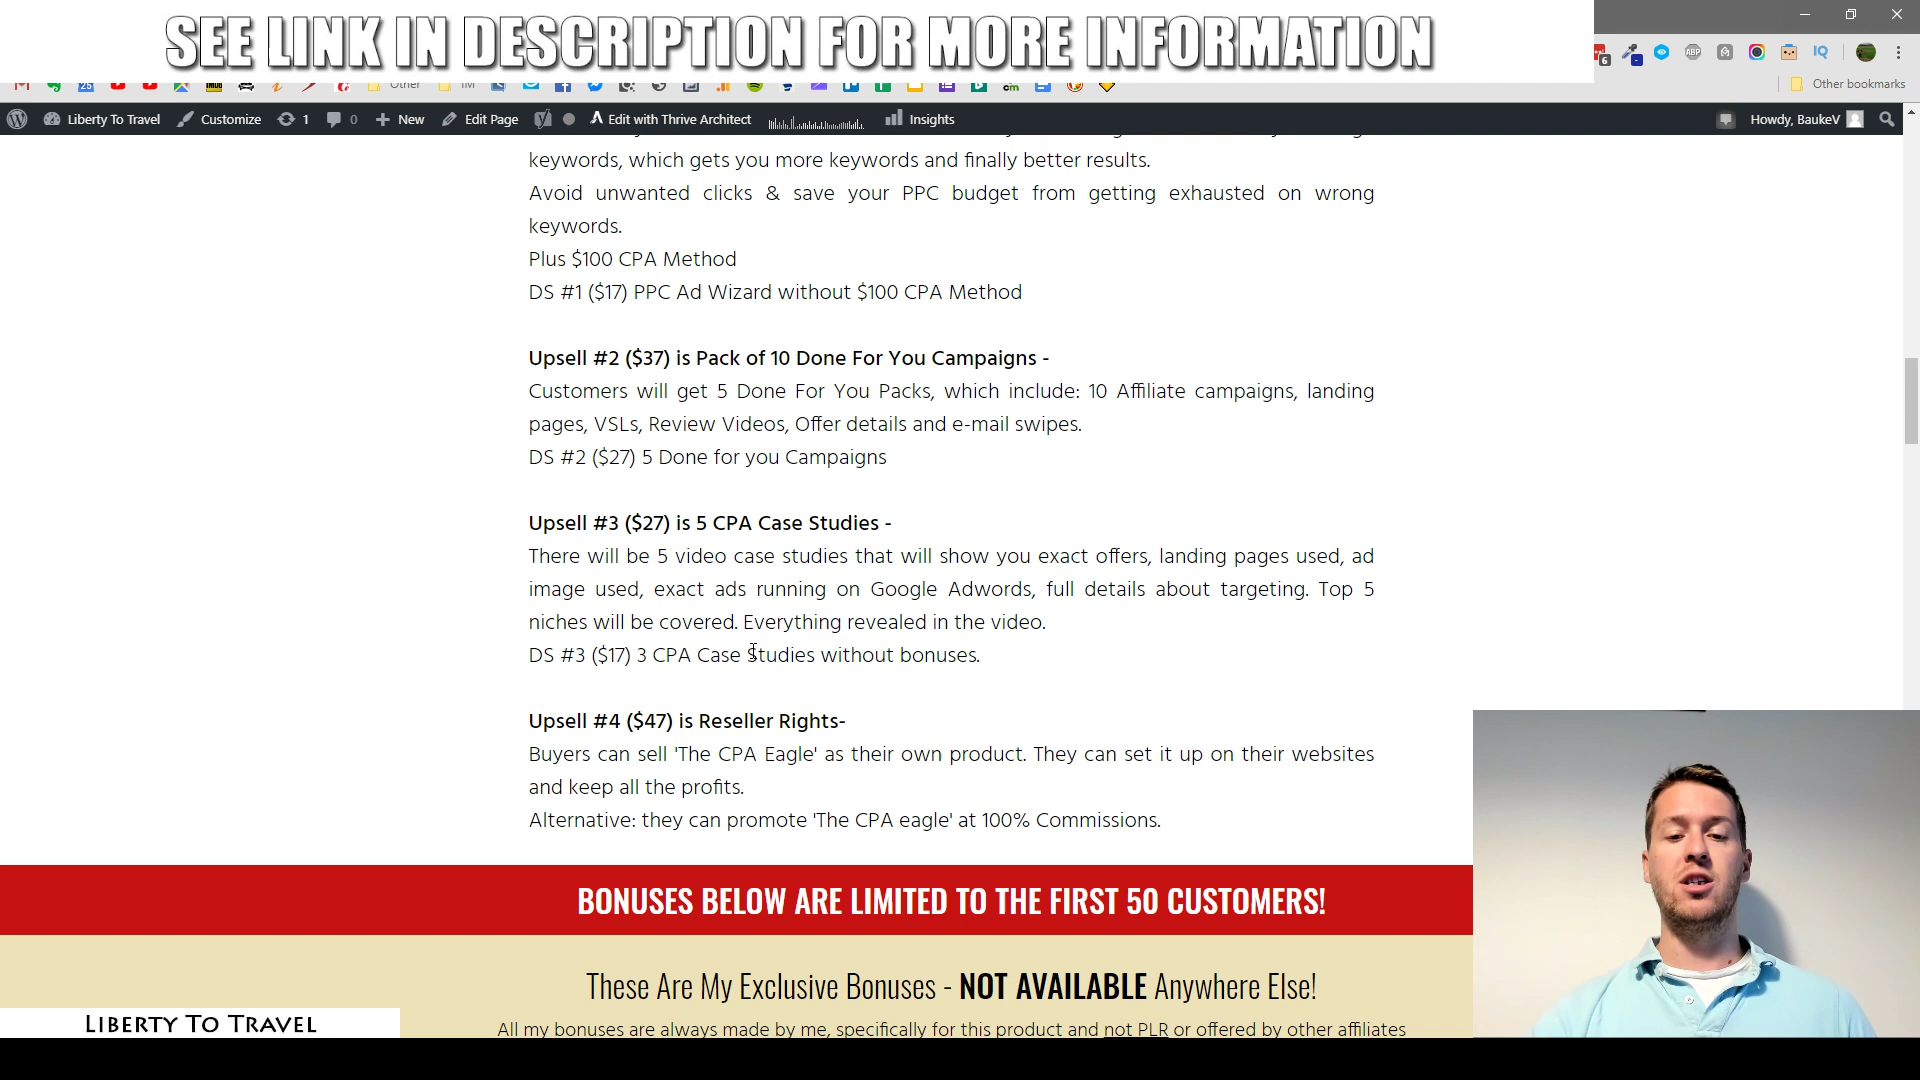 SEE LINK IN DESCRIPTION FOR MORE INFORMATION
6
-
ABP
IQ
25
IMDB
Other
IM
cm
Other bookmarks
Liberty To Travel
Customize
1
0
New
Edit Page
Edit with Thrive Architect
Insights
Howdy, BaukeV
keywords, which gets you more keywords and finally better results.
Avoid unwanted clicks & save your PPC budget from getting exhausted on wrong
keywords.
Plus $100 CPA Method
DS #1 ($17) PPC Ad Wizard without $100 CPA Method
Upsell #2 ($37) is Pack of 10 Done For You Campaigns -
Customers will get 5 Done For You Packs, which include: 10 Affiliate campaigns, landing
pages, VSLs, Review Videos, Offer details and e-mail swipes.
DS #2 ($27) 5 Done for you Campaigns
Upsell #3 ($27) is 5 CPA Case Studies -
There will be 5 video case studies that will show you exact offers, landing pages used, ad
image used, exact ads running on Google Adwords, full details about targeting. Top 5
niches will be covered. Everything revealed in the video.
DS #3 ($17) 3 CPA Case Studies without bonuses.
Upsell #4 ($47) is Reseller Rights-
Buyers can sell 'The CPA Eagle' as their own product. They can set it up on their websites
and keep all the profits.
Alternative: they can promote 'The CPA eagle' at 100% Commissions.
BONUSES BELOW ARE LIMITED TO THE FIRST 50 CUSTOMERS!
These Are My Exclusive Bonuses - NOT AVAILABLE Anywhere Else!
All my bonuses are always made by me, specifically for this product and not PLR or offered by other affiliates
LIBERTY TO TRAVEL